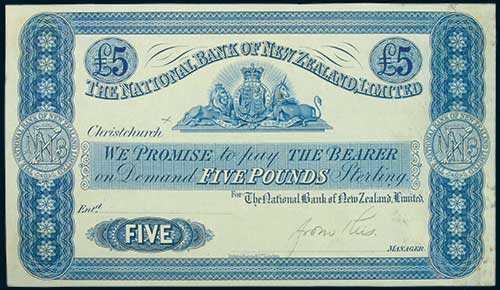 £5 £5
THE NATIONAL BANK OF NEW ZEALAND, LIMITED
Christchurch
WE PROMISE to pay THE BEARER
on Demand FIVE POUNDS Sterling.
For The National Bank of New Zealand, Limited.
Entd.
FIVE
MANAGER.